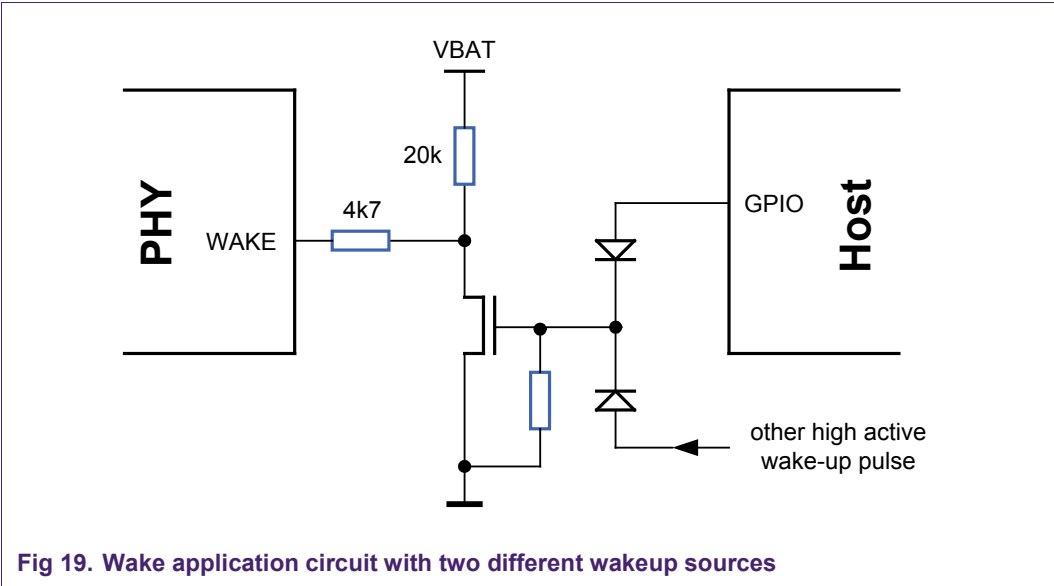 VBAT
20k
4k7
PHY
WAKE
GPIO
Host
other high active
wake-up pulse
Fig 19. Wake application circuit with two different wakeup sources